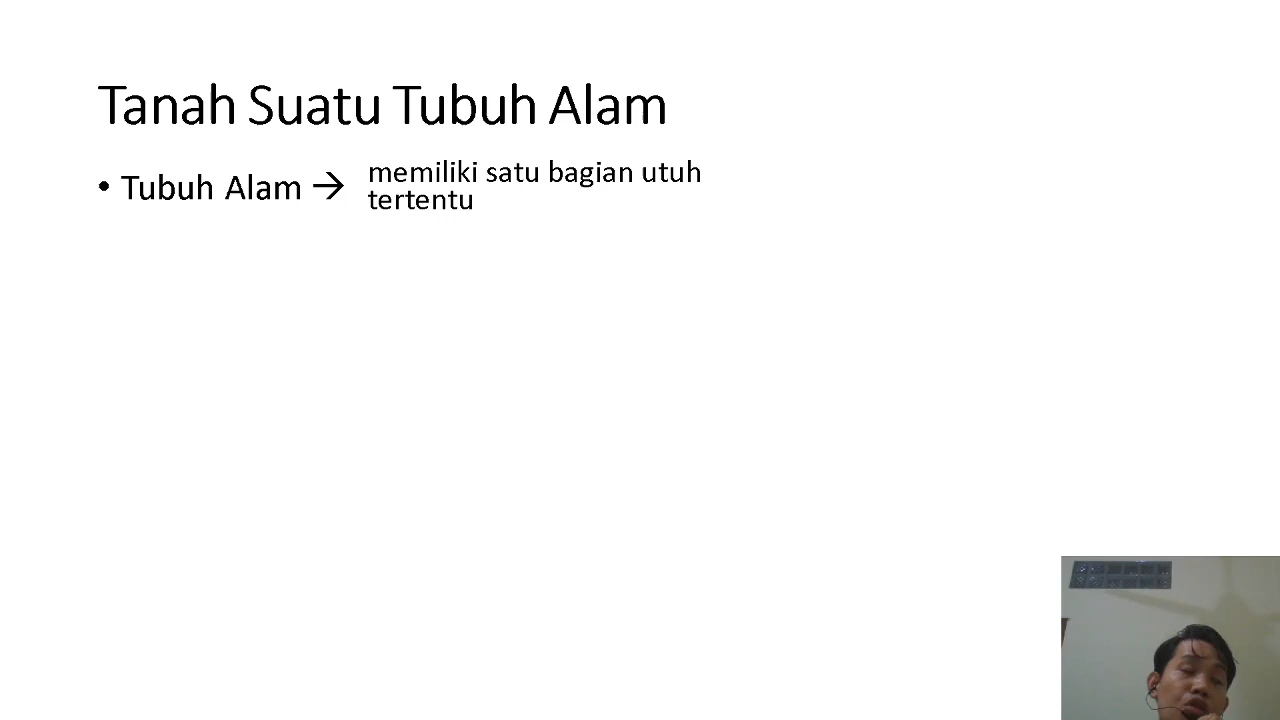 Tanah Suatu Tubuh Alam
• Tubuh Alam → memiliki satu bagian utuh
tertentu